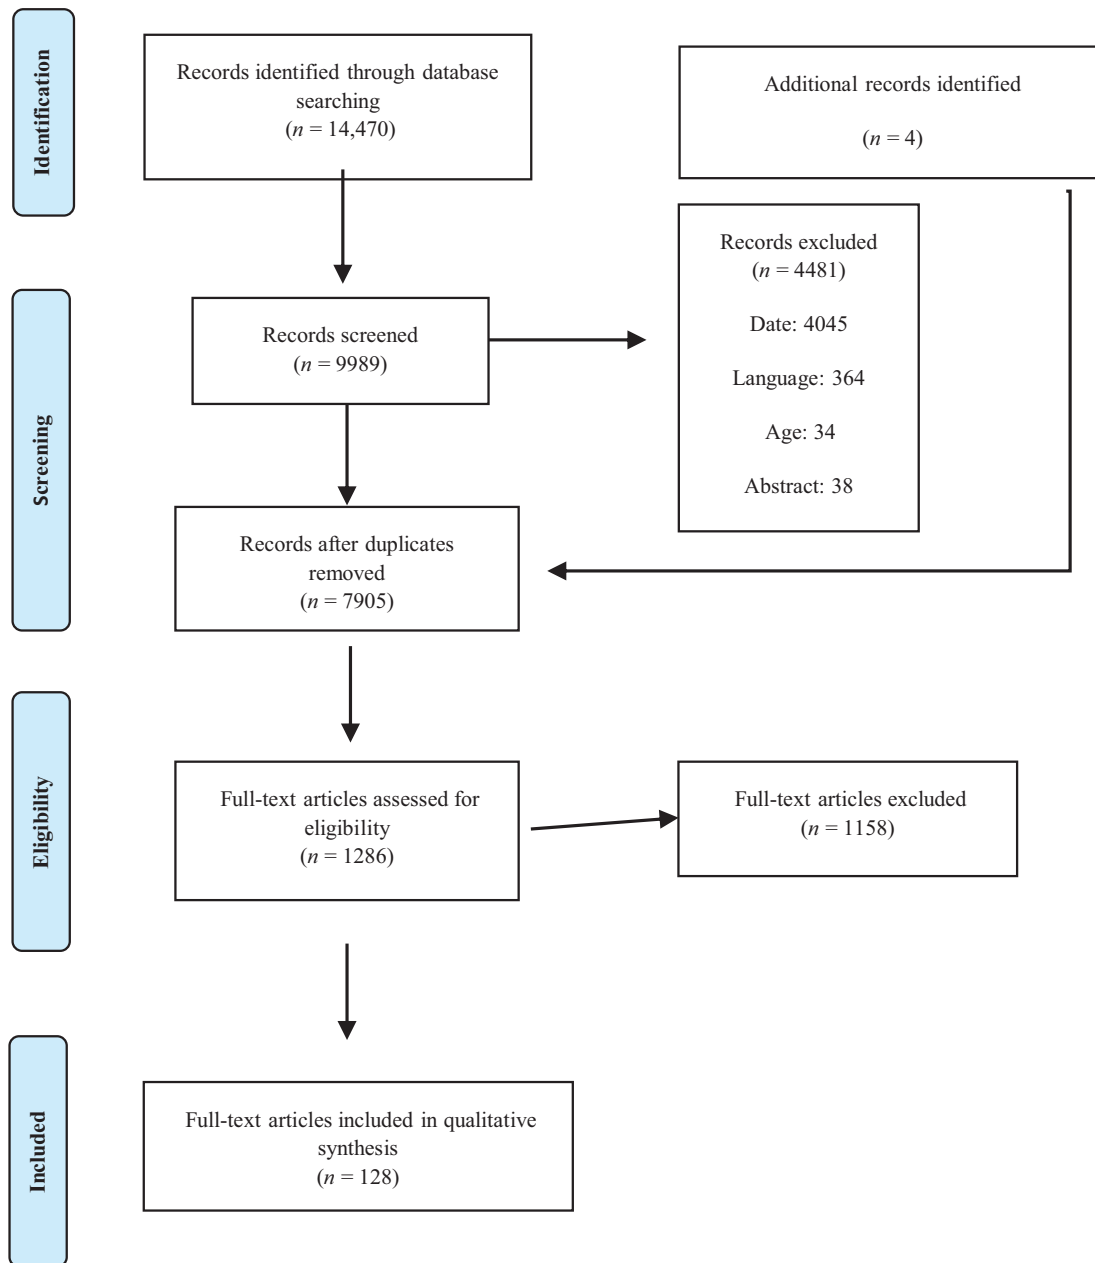 Identification
Records identified through database
searching
(n = 14,470)
Additional records identified
(n = 4)
Records excluded
(n = 4481)
Date: 4045
Language: 364
Age: 34
Abstract: 38
Screening
Records screened
(n = 9989)
Records after duplicates
removed
(n = 7905)
Eligibility
Full-text articles assessed for
eligibility
(n = 1286)
Full-text articles excluded
(n = 1158)
Included
Full-text articles included in qualitative
synthesis
(n = 128)